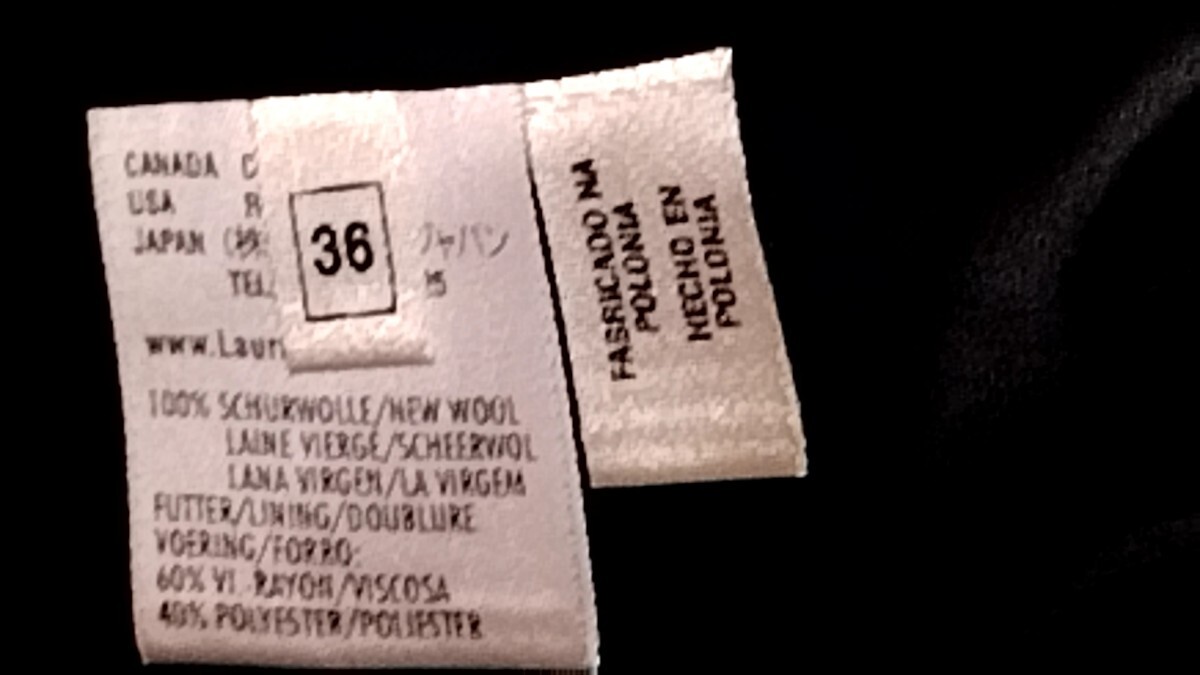 CANADA
USA
JAPAN ジャパン
TEL
36
www.Laur
100% SCHURWOLLE/NEW WOOL
LAINE VIERGE/SCHEERWOL
LANA VIRGEN/LA VIRGEM
FUTTER/LINING/DOUBLURE
VOERING/FORRO:
60% VI.-RAYON/VISCOSA
40% POLYESTER/POLIESTER
FABRICADO NA
POLONIA
HECHO EN
POLONIA